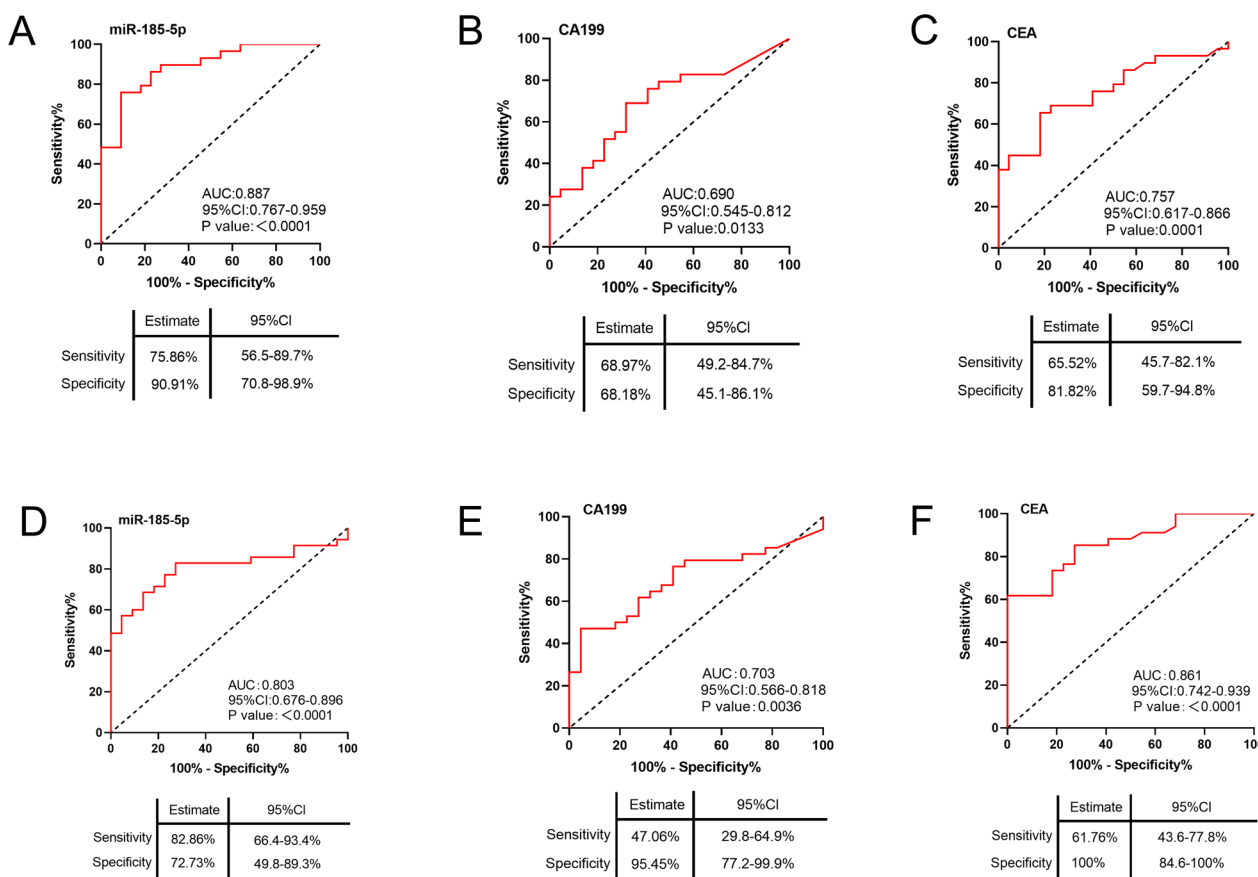 A
miR-185-5p
100
80
60
40
20
0
Sensitivity%
AUC:0.887
95%CI:0.767-0.959
P value:<0.0001
0 20 40 60 80 100
100% - Specificity%
Estimate 95%CI
Sensitivity 75.86% 56.5-89.7%
Specificity 90.91% 70.8-98.9%
B
CA199
100
80
60
40
20
0
Sensitivity%
AUC:0.690
95%CI:0.545-0.812
P value:0.0133
0 20 40 60 80 100
100% - Specificity%
Estimate 95%CI
Sensitivity 68.97% 49.2-84.7%
Specificity 68.18% 45.1-86.1%
C
CEA
100
80
60
40
20
0
Sensitivity%
AUC:0.757
95%CI:0.617-0.866
P value:0.0001
0 20 40 60 80 100
100% - Specificity%
Estimate 95%CI
Sensitivity 65.52% 45.7-82.1%
Specificity 81.82% 59.7-94.8%
D
miR-185-5p
100
80
60
40
20
0
Sensitivity%
AUC:0.803
95%CI:0.676-0.896
P value:<0.0001
0 20 40 60 80 100
100% - Specificity%
Estimate 95%CI
Sensitivity 82.86% 66.4-93.4%
Specificity 72.73% 49.8-89.3%
E
CA199
100
80
60
40
20
0
Sensitivity%
AUC:0.703
95%CI:0.566-0.818
P value:0.0036
0 20 40 60 80 100
100% - Specificity%
Estimate 95%CI
Sensitivity 47.06% 29.8-64.9%
Specificity 95.45% 77.2-99.9%
F
CEA
100
80
60
40
20
0
Sensitivity%
AUC:0.861
95%CI:0.742-0.939
P value:<0.0001
0 20 40 60 80 10
100% - Specificity%
Estimate 95%CI
Sensitivity 61.76% 43.6-77.8%
Specificity 100% 84.6-100%